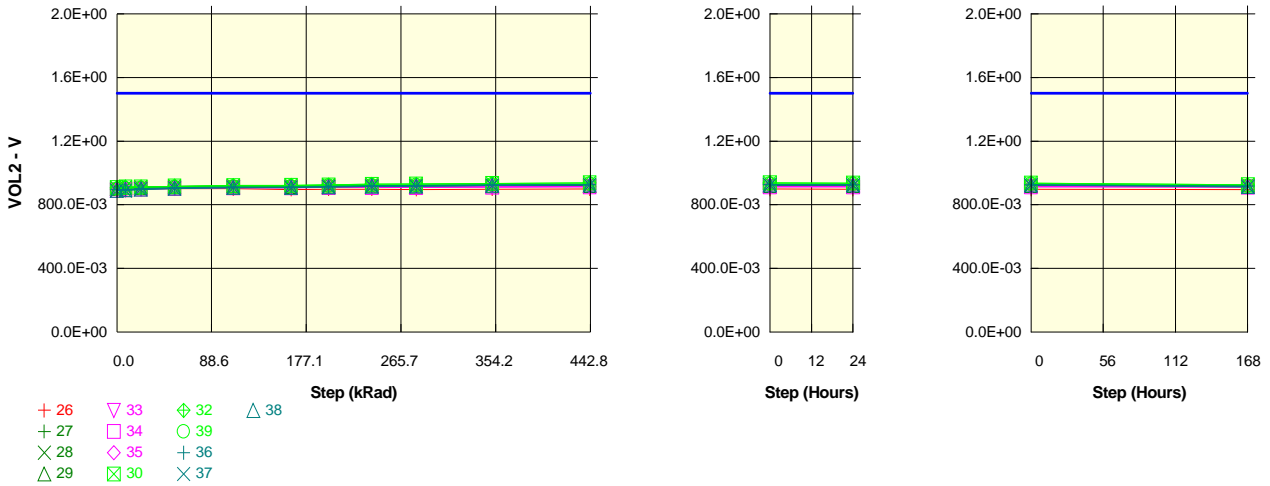 2.0E+00 2.0E+00 2.0E+00
1.6E+00 1.6E+00 1.6E+00
1.2E+00 1.2E+00 1.2E+00
VOL2 - V
800.0E-03 800.0E-03 800.0E-03
400.0E-03 400.0E-03 400.0E-03
0.0E+00 0.0E+00 0.0E+00
0.0 88.6 177.1 265.7 354.2 442.8 0 12 24 0 56 112 168
Step (kRad) Step (Hours) Step (Hours)
26 33 32 38
27 34 39
28 35 36
29 30 37